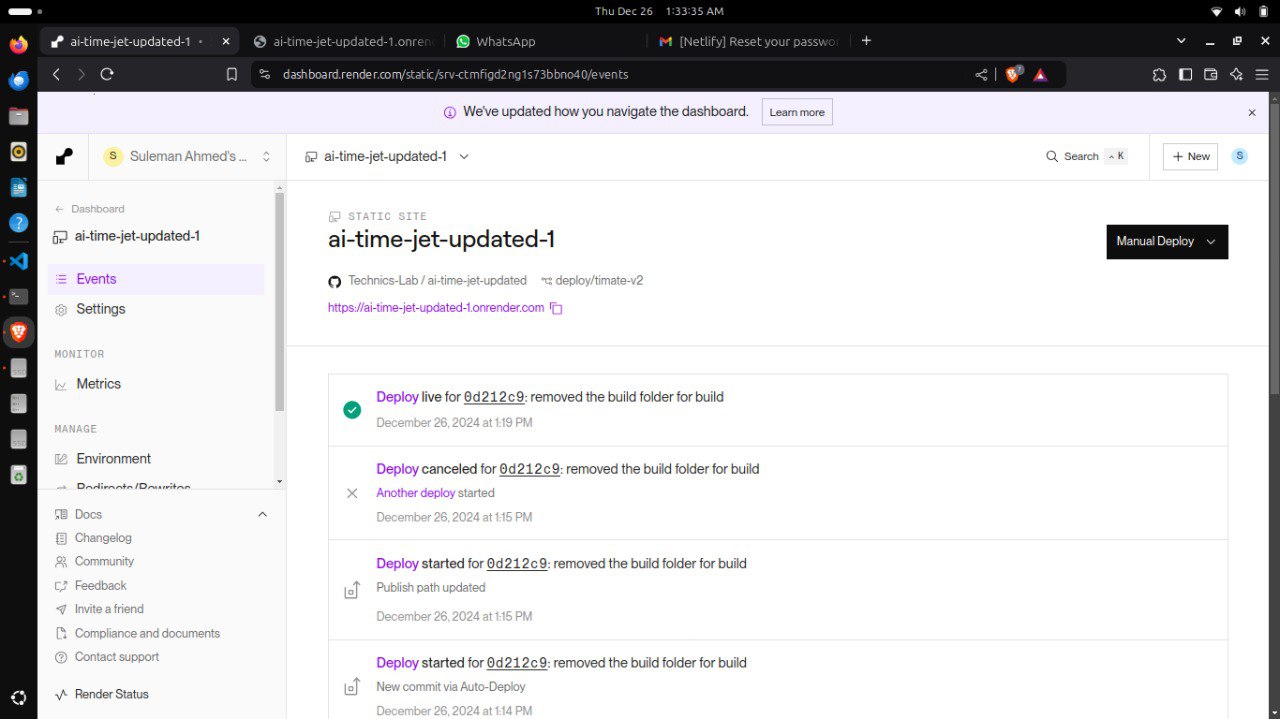 Thu Dec 26 1:33:35 AM
ai-time-jet-updated-1
ai-time-jet-updated-1.onren
WhatsApp
[Netlify] Reset your passwo
dashboard.render.com/static/srv-ctmfigd2ng1s73bbno40/events
We've updated how you navigate the dashboard. Learn more
S Suleman Ahmed's ...
ai-time-jet-updated-1
Search K
+ New
S
Dashboard
ai-time-jet-updated-1
Events
Settings
MONITOR
Metrics
MANAGE
Environment
Redirects/Rewrites
Docs
Changelog
Community
Feedback
Invite a friend
Compliance and documents
Contact support
Render Status
STATIC SITE
ai-time-jet-updated-1
Manual Deploy
Technics-Lab / ai-time-jet-updated deploy/timate-v2
https://ai-time-jet-updated-1.onrender.com
Deploy live for 0d212c9: removed the build folder for build
December 26, 2024 at 1:19 PM
Deploy canceled for 0d212c9: removed the build folder for build
Another deploy started
December 26, 2024 at 1:15 PM
Deploy started for 0d212c9: removed the build folder for build
Publish path updated
December 26, 2024 at 1:15 PM
Deploy started for 0d212c9: removed the build folder for build
New commit via Auto-Deploy
December 26, 2024 at 1:14 PM